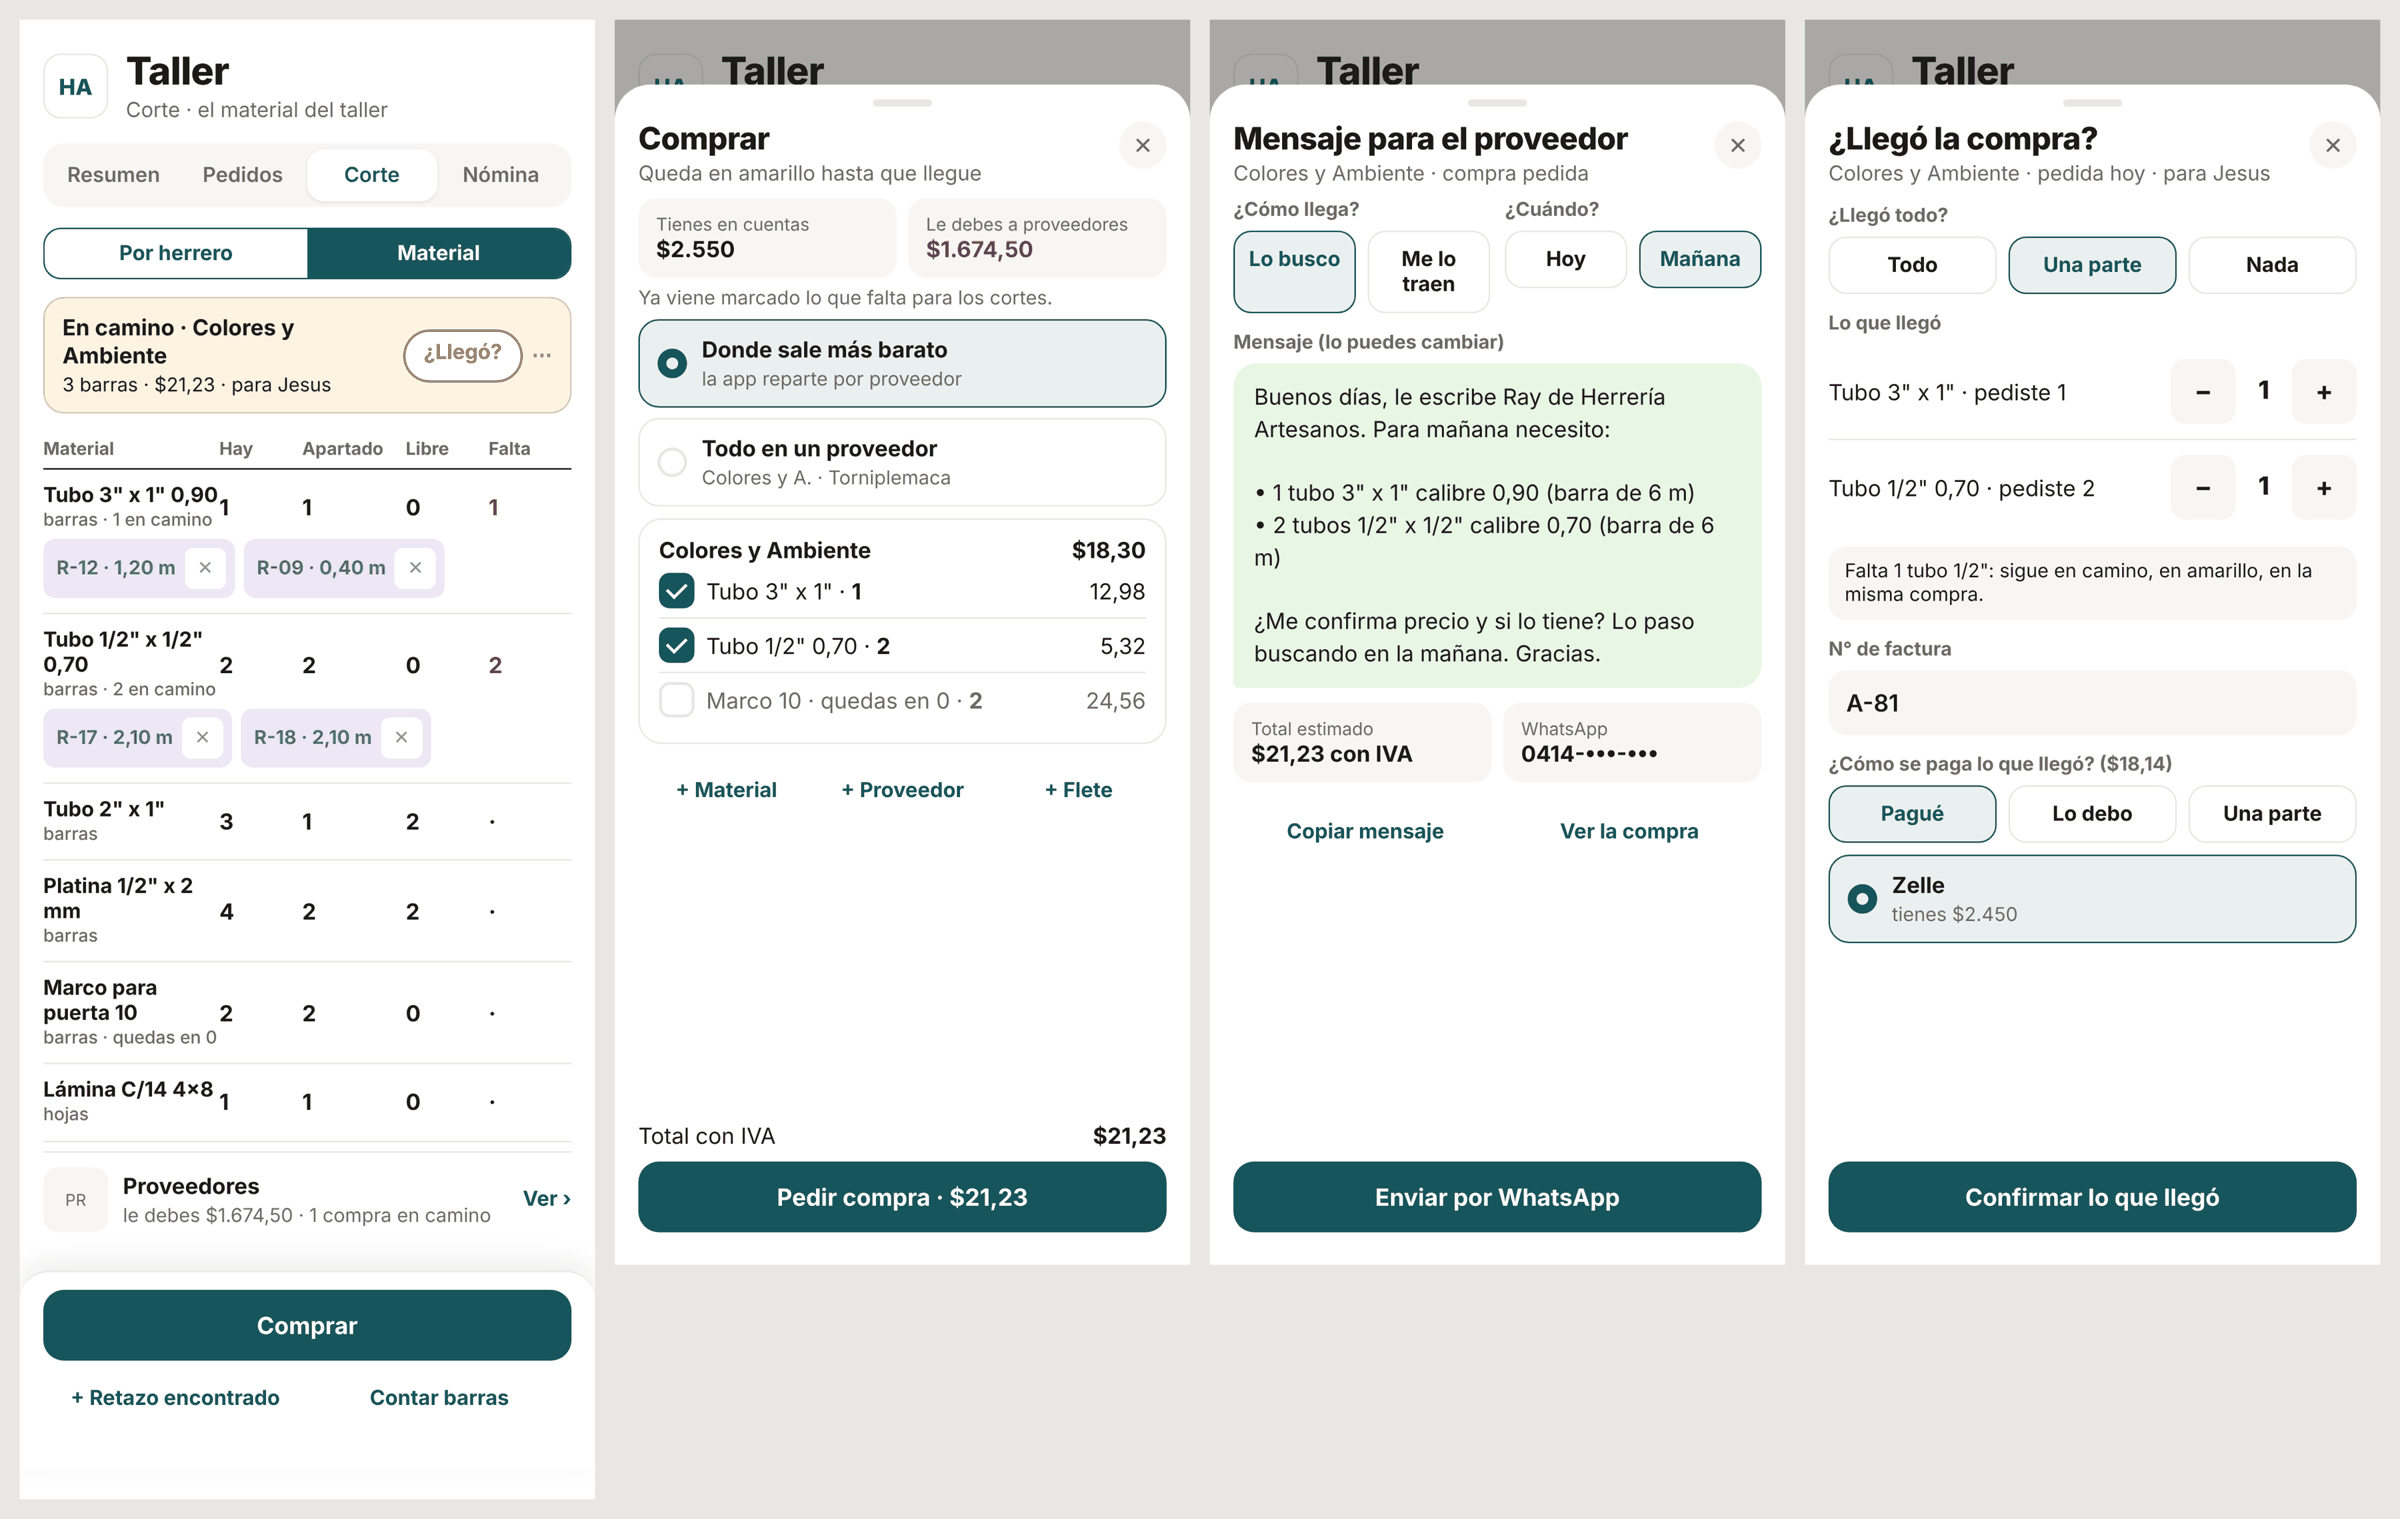 HA
Taller
Corte · el material del taller
Resumen
Pedidos
Corte
Nómina
Por herrero
Material
En camino · Colores y
Ambiente
3 barras · $21,23 · para Jesus
¿Llegó?
···
Material Hay Apartado Libre Falta
Tubo 3" x 1" 0,90 1 1 0 1
barras · 1 en camino
R-12 · 1,20 m ×
R-09 · 0,40 m ×
Tubo 1/2" x 1/2"
0,70 2 2 0 2
barras · 2 en camino
R-17 · 2,10 m ×
R-18 · 2,10 m ×
Tubo 2" x 1" 3 1 2 ·
barras
Platina 1/2" x 2
mm 4 2 2 ·
barras
Marco para
puerta 10 2 2 0 ·
barras · quedas en 0
Lámina C/14 4×8 1 1 0 ·
hojas
PR
Proveedores
le debes $1.674,50 · 1 compra en camino
Ver ›
Comprar
+ Retazo encontrado
Contar barras
Taller
Comprar
×
Queda en amarillo hasta que llegue
Tienes en cuentas
$2.550
Le debes a proveedores
$1.674,50
Ya viene marcado lo que falta para los cortes.
Donde sale más barato
la app reparte por proveedor
Todo en un proveedor
Colores y A. · Torniplemaca
Colores y Ambiente $18,30
Tubo 3" x 1" · 1 12,98
Tubo 1/2" 0,70 · 2 5,32
Marco 10 · quedas en 0 · 2 24,56
+ Material
+ Proveedor
+ Flete
Total con IVA $21,23
Pedir compra · $21,23
Taller
Mensaje para el proveedor
×
Colores y Ambiente · compra pedida
¿Cómo llega?
¿Cuándo?
Lo busco
Me lo
traen
Hoy
Mañana
Mensaje (lo puedes cambiar)
Buenos días, le escribe Ray de Herrería
Artesanos. Para mañana necesito:
• 1 tubo 3" x 1" calibre 0,90 (barra de 6 m)
• 2 tubos 1/2" x 1/2" calibre 0,70 (barra de 6
m)
¿Me confirma precio y si lo tiene? Lo paso
buscando en la mañana. Gracias.
Total estimado
$21,23 con IVA
WhatsApp
0414-•••-•••
Copiar mensaje
Ver la compra
Enviar por WhatsApp
Taller
¿Llegó la compra?
×
Colores y Ambiente · pedida hoy · para Jesus
¿Llegó todo?
Todo
Una parte
Nada
Lo que llegó
Tubo 3" x 1" · pediste 1 − 1 +
Tubo 1/2" 0,70 · pediste 2 − 1 +
Falta 1 tubo 1/2": sigue en camino, en amarillo, en la
misma compra.
N° de factura
A-81
¿Cómo se paga lo que llegó? ($18,14)
Pagué
Lo debo
Una parte
Zelle
tienes $2.450
Confirmar lo que llegó